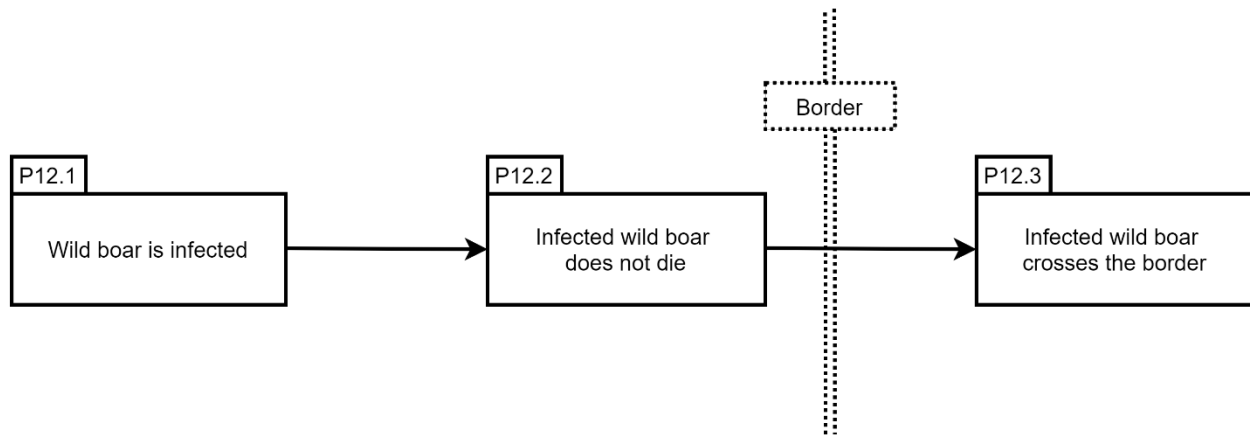 Border
P12.1
Wild boar is infected
P12.2
Infected wild boar
does not die
P12.3
Infected wild boar
crosses the border